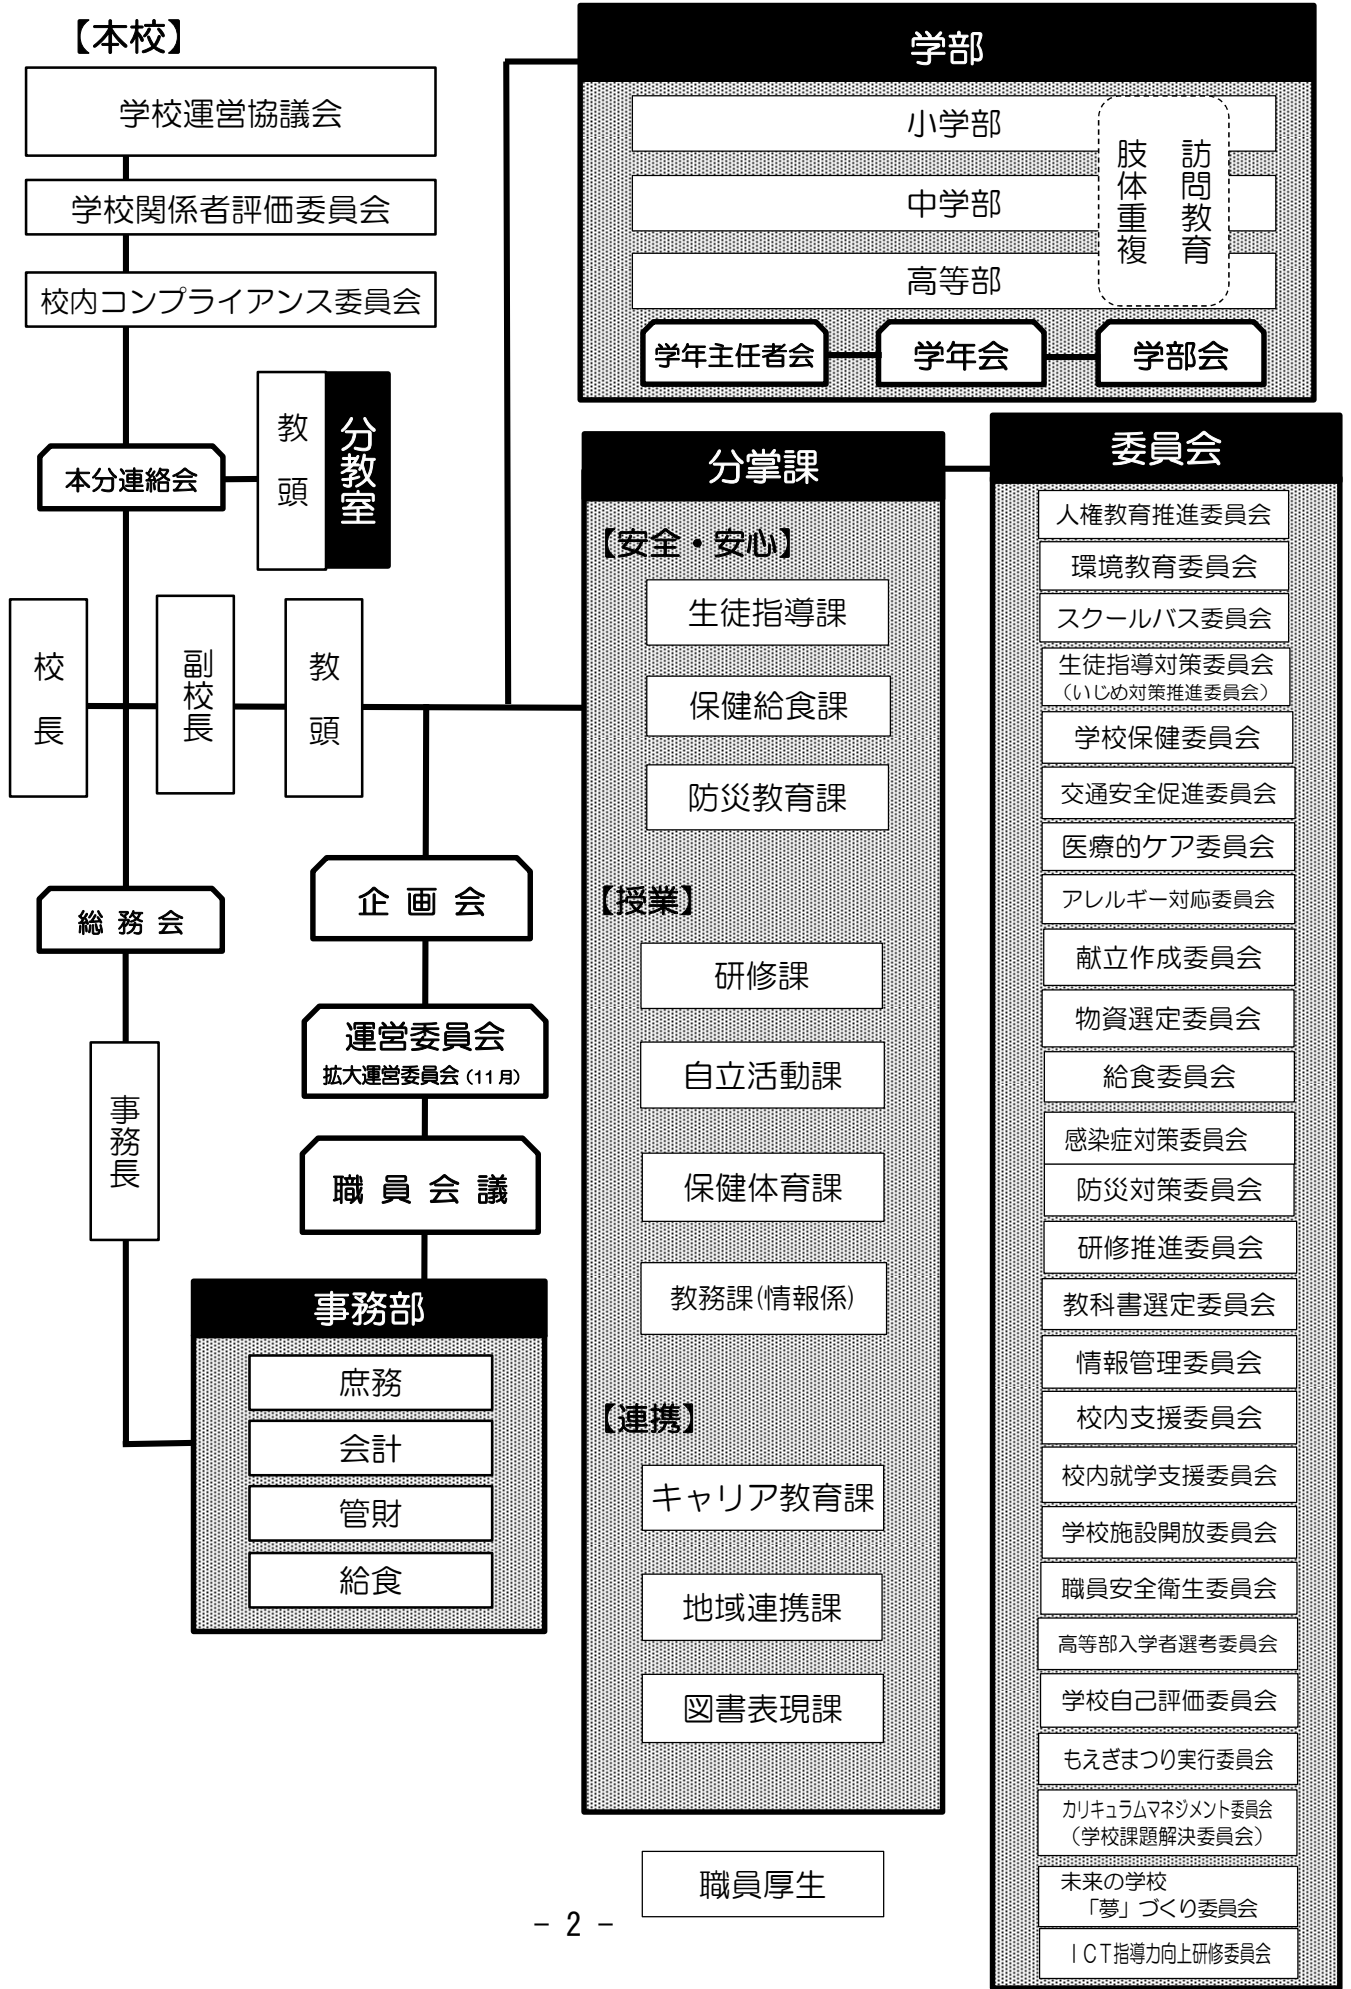 【本校】
学校運営協議会
学校関係者評価委員会
校内コンプライアンス委員会
本分連絡会
教頭
分教室
校長
副校長
教頭
総務会
企画会
運営委員会
拡大運営委員会（11月）
職員会議
事務長
事務部
庶務
会計
管財
給食
学部
小学部
中学部
高等部
訪問教育
肢体重複
学年主任者会
学年会
学部会
分掌課
【安全・安心】
生徒指導課
保健給食課
防災教育課
【授業】
研修課
自立活動課
保健体育課
教務課(情報係)
【連携】
キャリア教育課
地域連携課
図書表現課
職員厚生
委員会
人権教育推進委員会
環境教育委員会
スクールバス委員会
生徒指導対策委員会
（いじめ対策推進委員会）
学校保健委員会
交通安全促進委員会
医療的ケア委員会
アレルギー対応委員会
献立作成委員会
物資選定委員会
給食委員会
感染症対策委員会
防災対策委員会
研修推進委員会
教科書選定委員会
情報管理委員会
校内支援委員会
校内就学支援委員会
学校施設開放委員会
職員安全衛生委員会
高等部入学者選考委員会
学校自己評価委員会
もえぎまつり実行委員会
カリキュラムマネジメント委員会
（学校課題解決委員会）
未来の学校
「夢」づくり委員会
ＩＣＴ指導力向上研修委員会
− 2 −